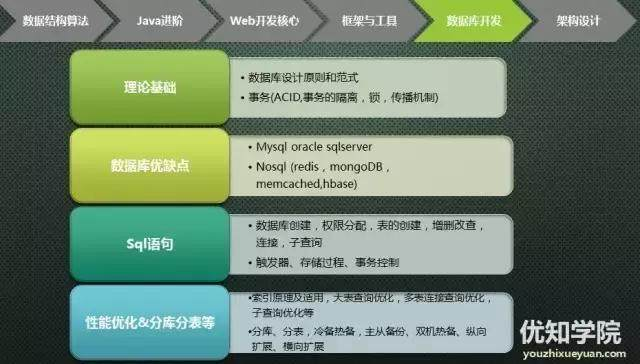 数据结构算法
Java进阶
Web开发核心
框架与工具
数据库开发
架构设计
理论基础
• 数据库设计原则和范式
• 事务(ACID,事务的隔离，锁，传播机制)
数据库优缺点
• Mysql oracle sqlserver
• Nosql (redis，mongoDB，
memcached,hbase)
Sql语句
• 数据库创建，权限分配，表的创建，增删改查，
连接，子查询
• 触发器、存储过程、事务控制
性能优化&分库分表等
•索引原理及适用，大表查询优化，多表连接查询优化，
子查询优化等
•分库、分表，冷备热备，主从备份、双机热备、纵向
扩展、横向扩展
优知学院
youzhixueyuan.com